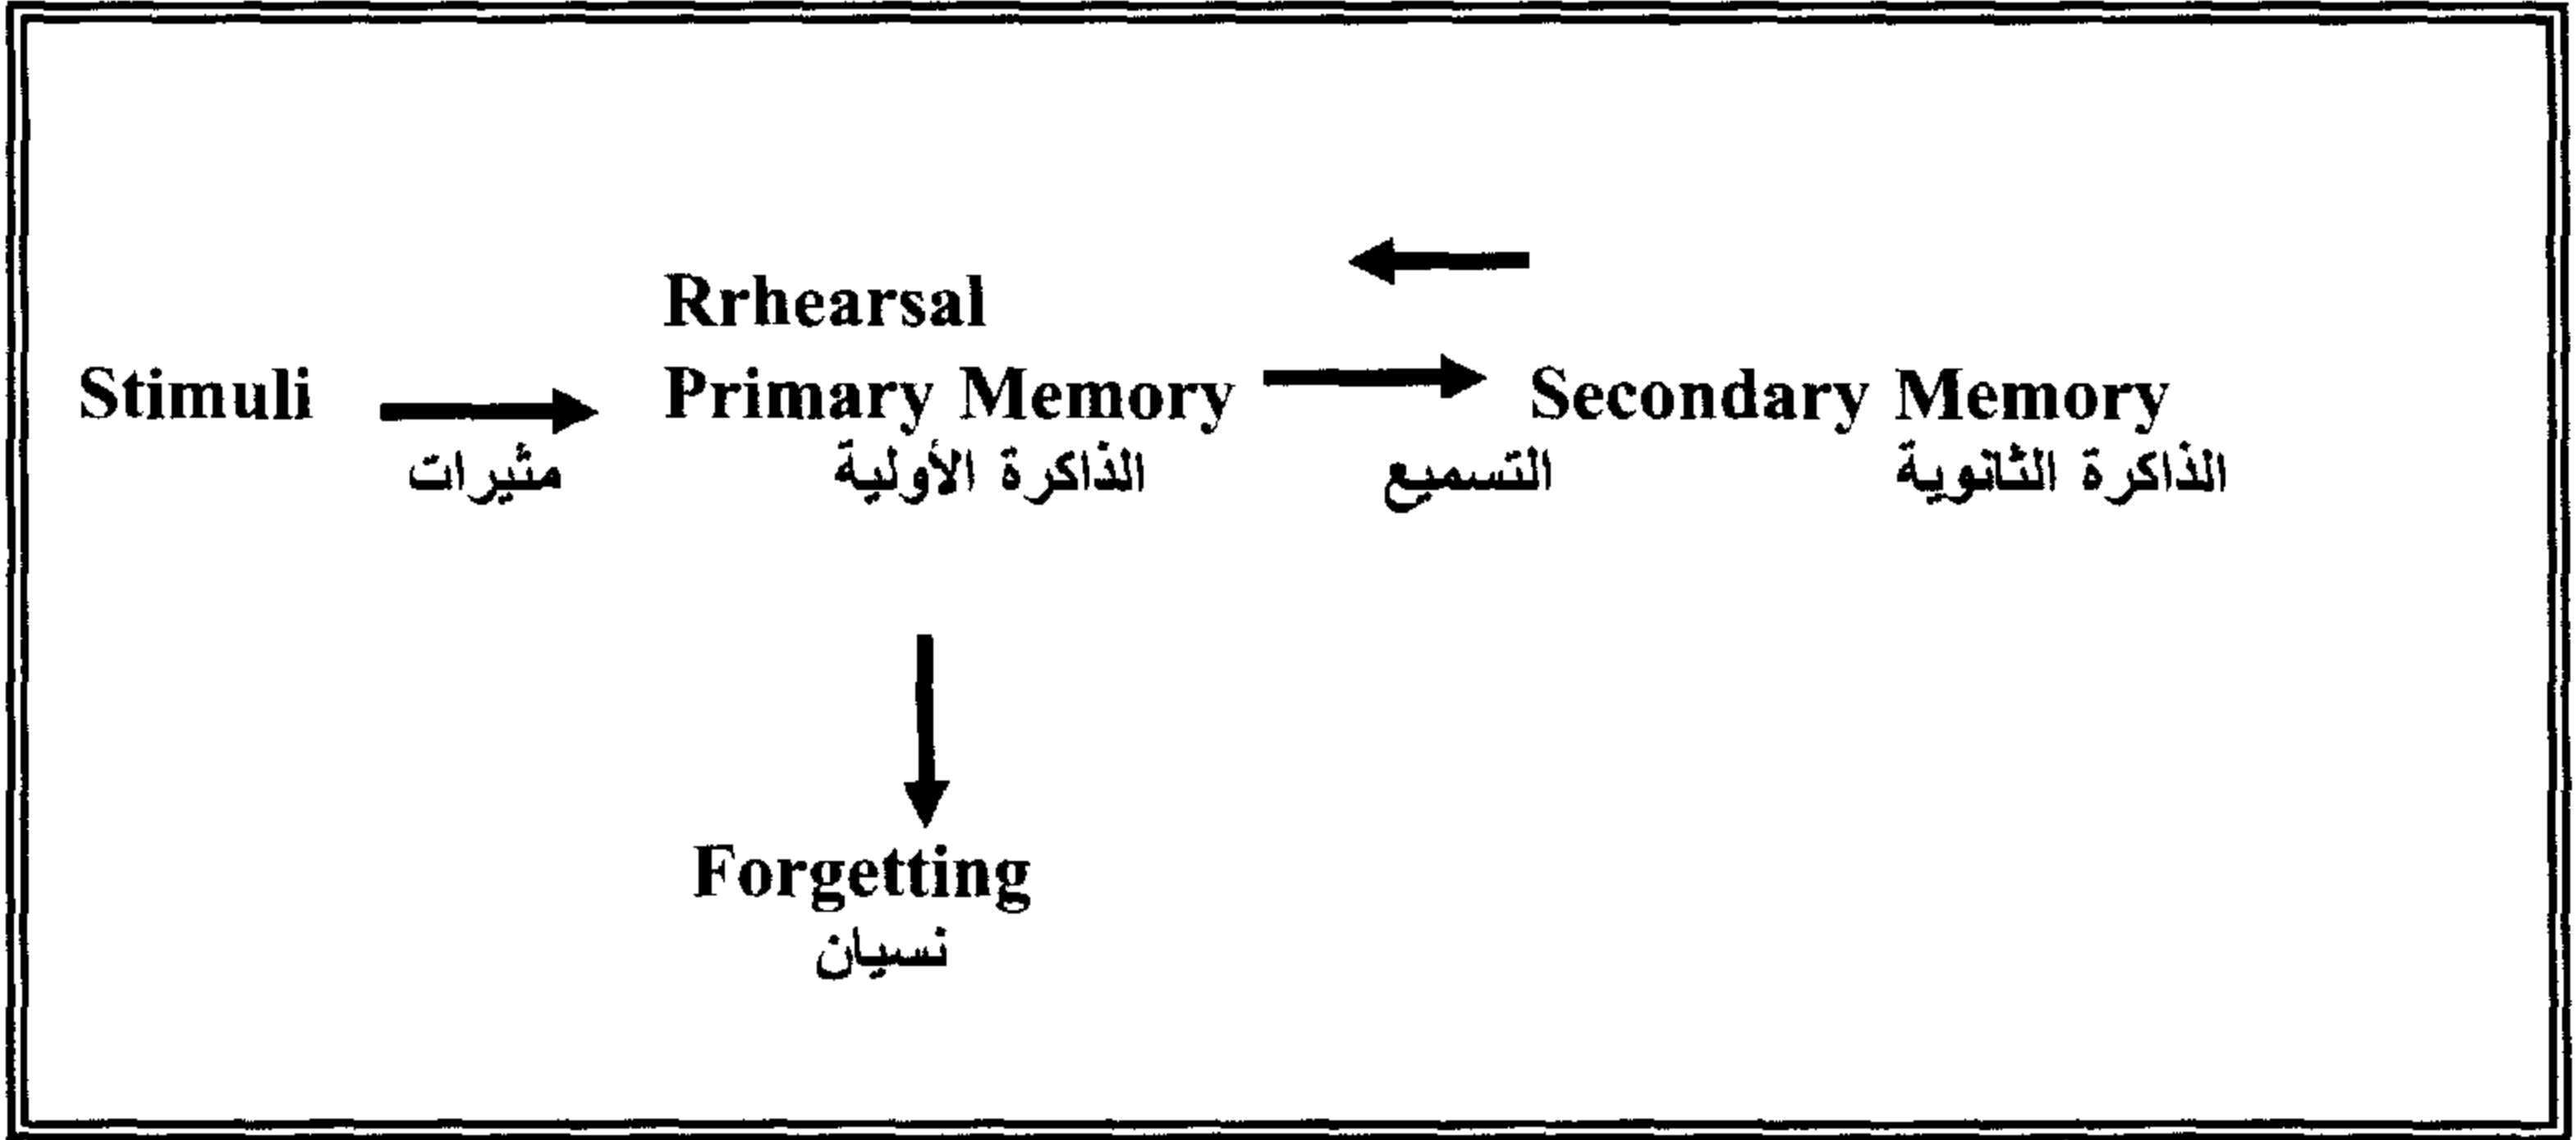 Rrhearsal
Stimuli Primary Memory Secondary Memory
مثيرات الذاكرة الأولية التسميع الذاكرة الثانوية
Forgetting
نسيان